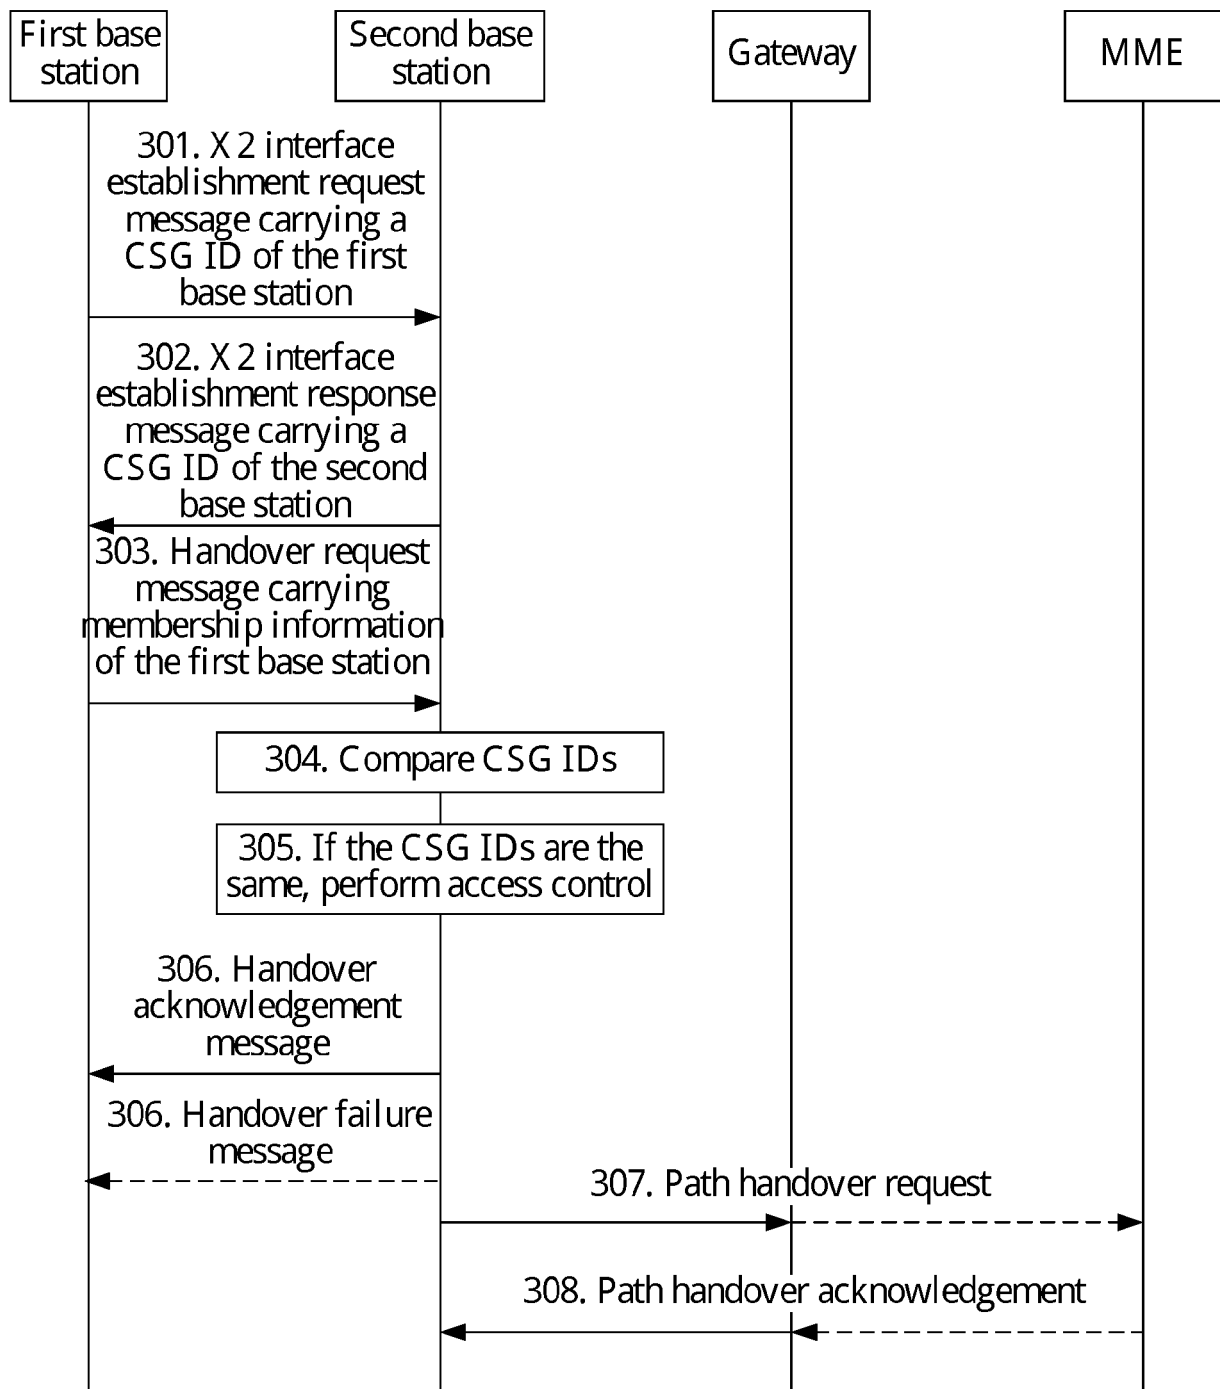 First base
station
Second base
station
Gateway
MME
301. X2 interface
establishment request
message carrying a
CSG ID of the first
base station
302. X2 interface
establishment response
message carrying a
CSG ID of the second
base station
303. Handover request
message carrying
membership information
of the first base station
304. Compare CSG IDs
305. If the CSG IDs are the
same, perform access control
306. Handover
acknowledgement
message
306. Handover failure
message
307. Path handover request
308. Path handover acknowledgement